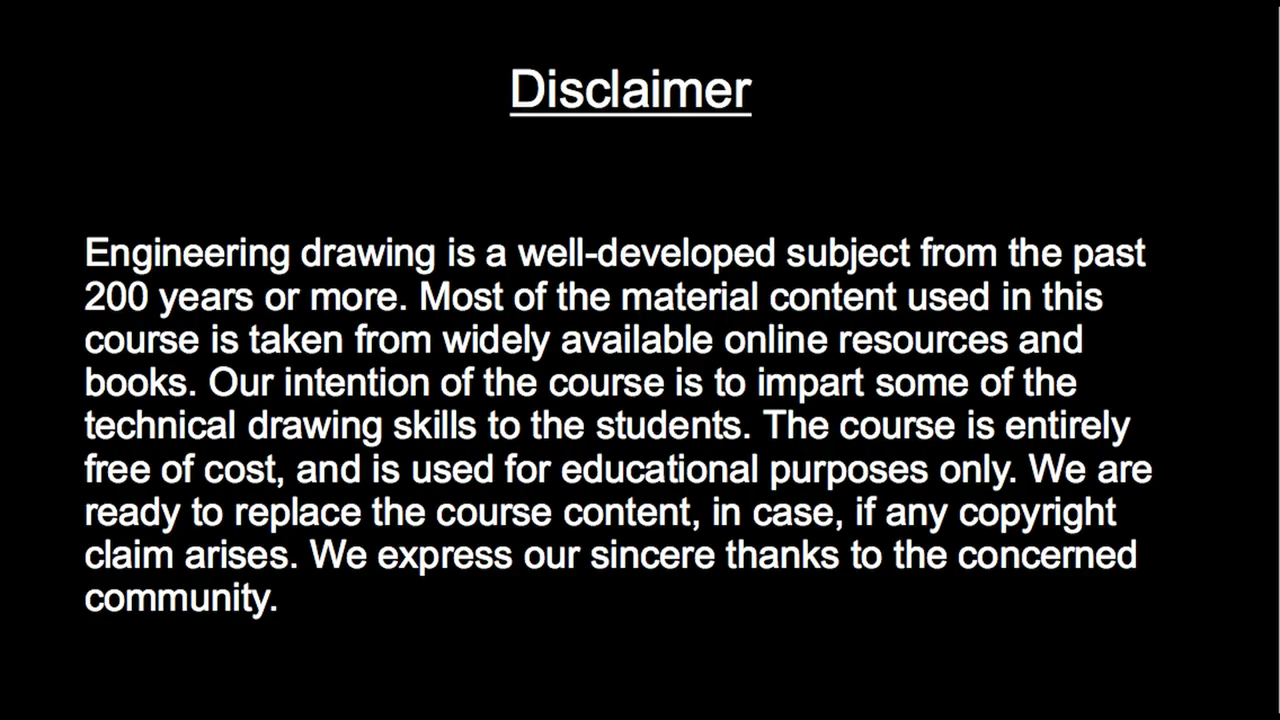 Disclaimer
Engineering drawing is a well-developed subject from the past
200 years or more. Most of the material content used in this
course is taken from widely available online resources and
books. Our intention of the course is to impart some of the
technical drawing skills to the students. The course is entirely
free of cost, and is used for educational purposes only. We are
ready to replace the course content, in case, if any copyright
claim arises. We express our sincere thanks to the concerned
community.